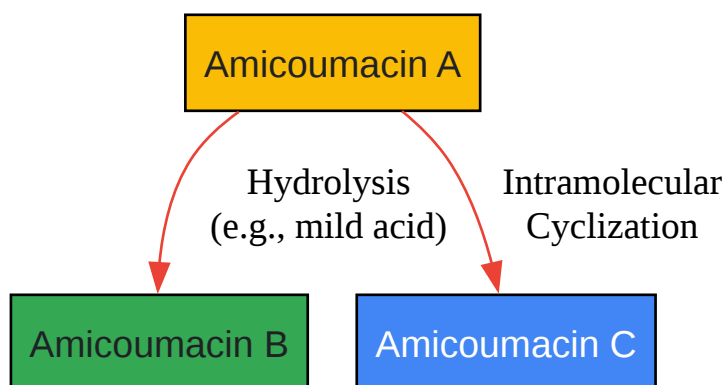 Amicoumacin A
Hydrolysis
(e.g., mild acid)
Intramolecular
Cyclization
Amicoumacin B
Amicoumacin C